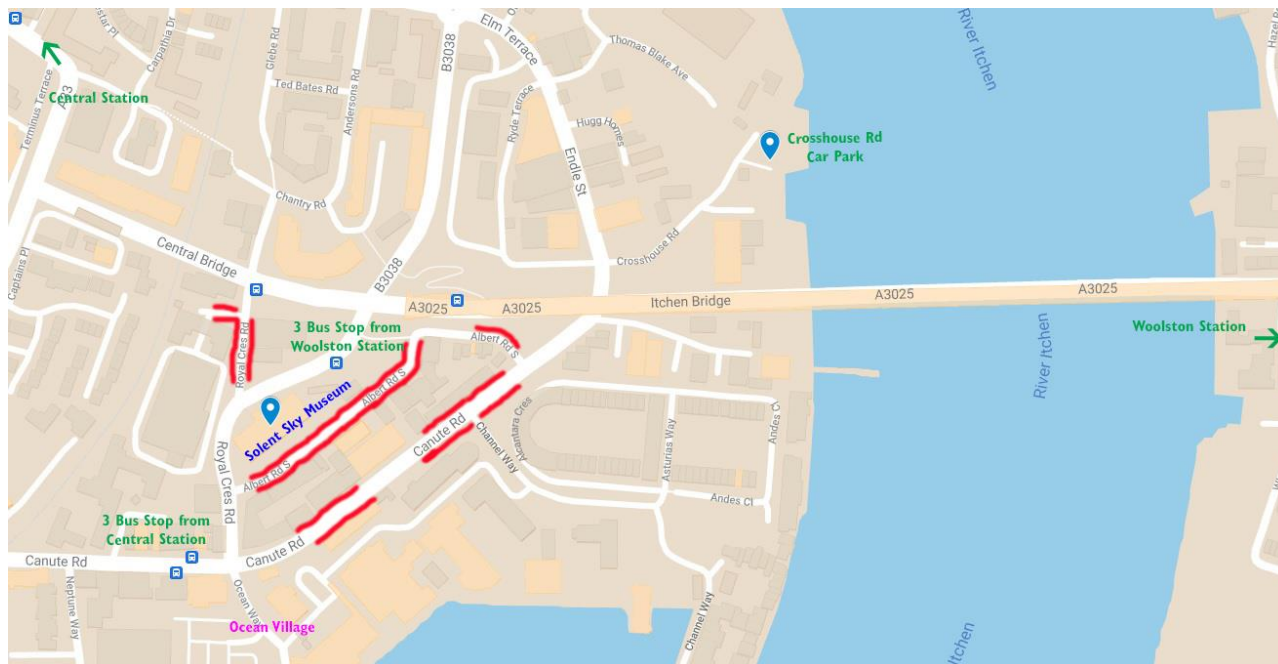 Carpathia Dr
Glebe Rd
B3038
Elm Terrace
Thomas Blake Ave
River Itchen
Central Station
Terminus Terrace
Ted Bates Rd
Andersons Rd
Ryde Terrace
Hugg Homes
Endle St
Crosshouse Rd
Car Park
Chantry Rd
Captains Pl
Central Bridge
B3038
Crosshouse Rd
A3025
A3025
Itchen Bridge
A3025
A3025
3 Bus Stop from
Woolston Station
Albert Rd S
River Itchen
Woolston Station
Royal Cres Rd
Albert Rd S
Solent Sky Museum
Canute Rd
Channel Way
Alcantara Cres
Asturias Way
Andes Cl
Royal Cres Rd
Albert Rd S
Andes Cl
3 Bus Stop from
Central Station
Canute Rd
Canute Rd
Neptune Way
Ocean Way
Ocean Village
Channel Way